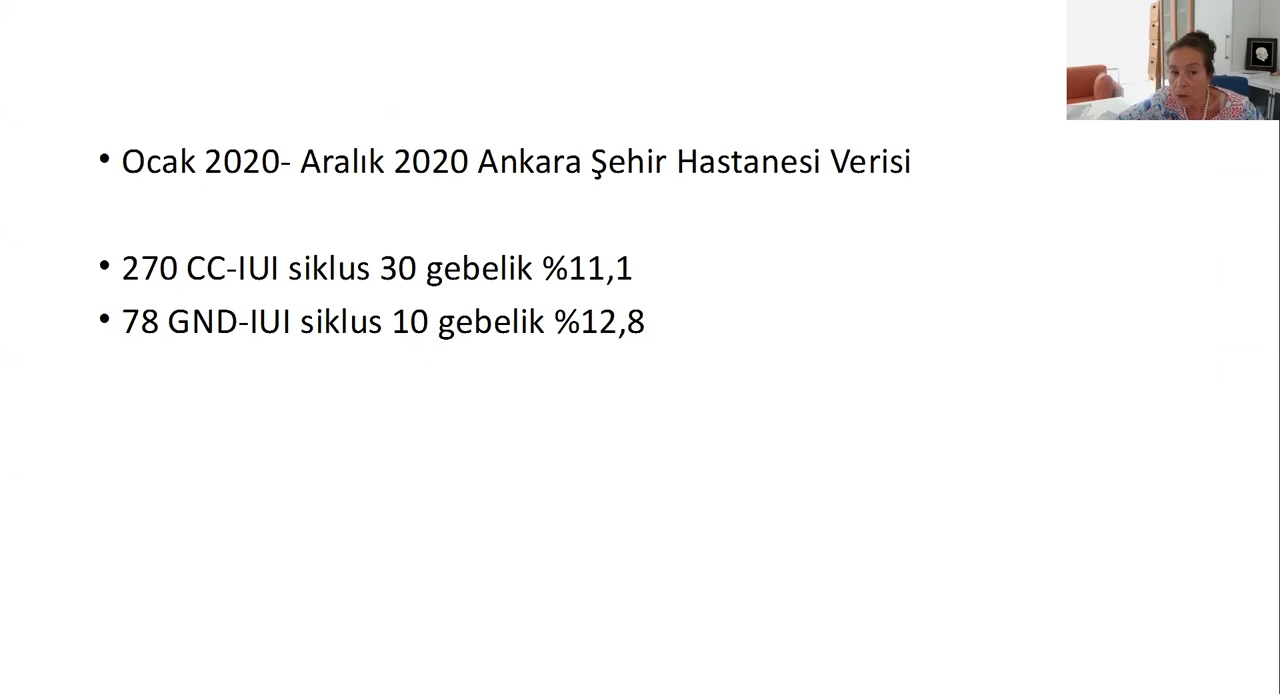 • Ocak 2020- Aralık 2020 Ankara Şehir Hastanesi Verisi
• 270 CC-IUI siklus 30 gebelik %11,1
• 78 GND-IUI siklus 10 gebelik %12,8